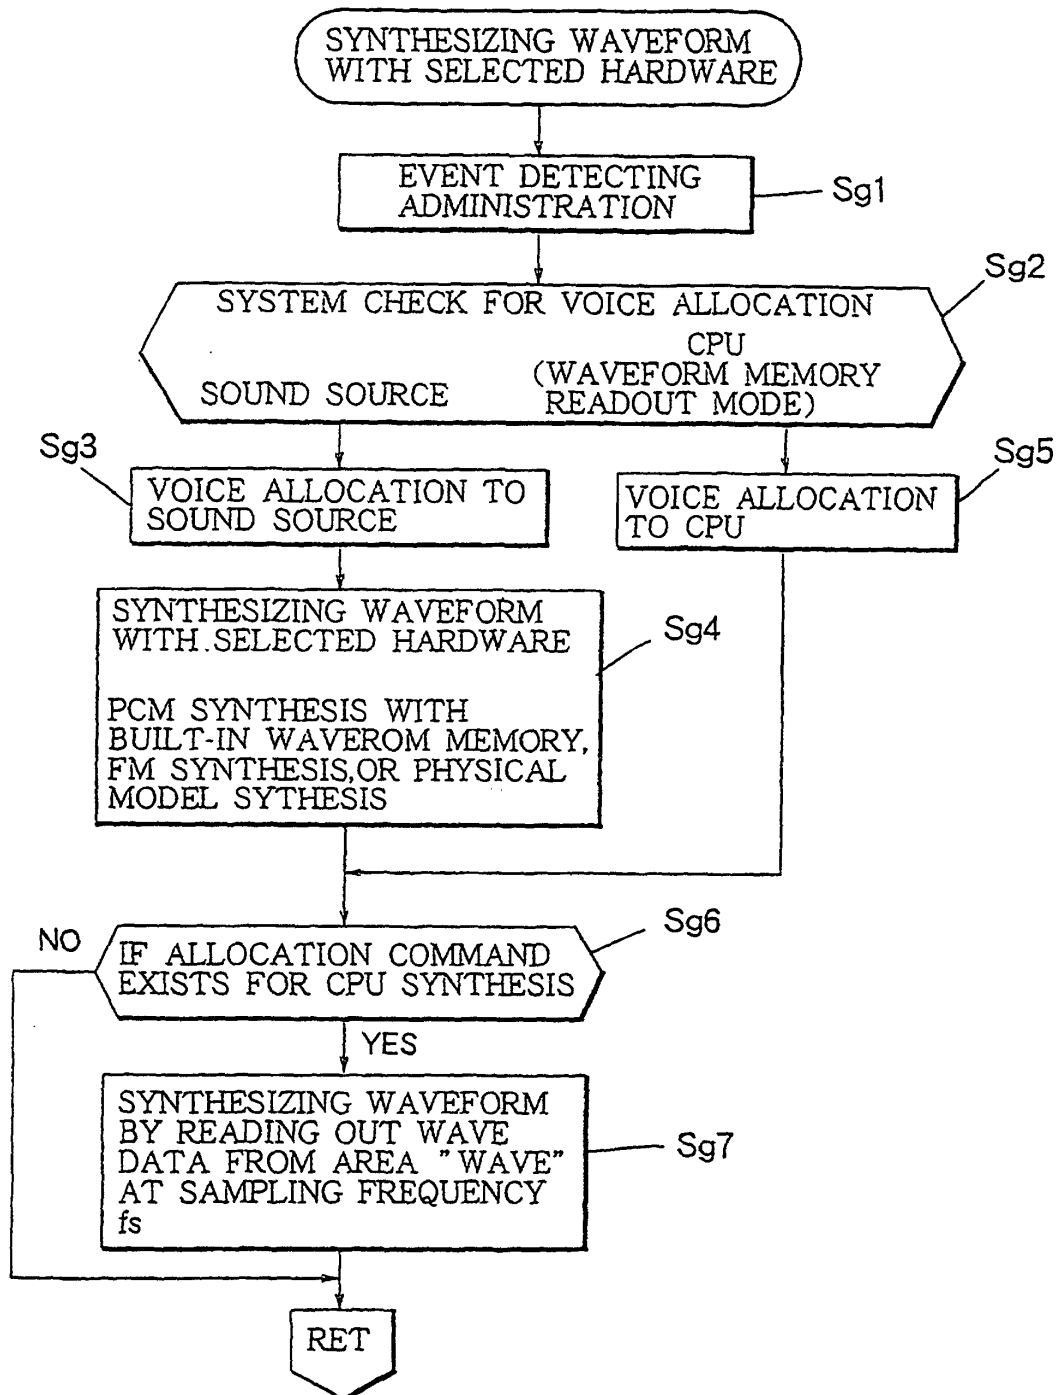 SYNTHESIZING WAVEFORM
WITH SELECTED HARDWARE
EVENT DETECTING
ADMINISTRATION
Sg1
Sg2
SYSTEM CHECK FOR VOICE ALLOCATION
CPU
(WAVEFORM MEMORY
READOUT MODE)
SOUND SOURCE
Sg3
VOICE ALLOCATION TO
SOUND SOURCE
Sg5
VOICE ALLOCATION
TO CPU
SYNTHESIZING WAVEFORM
WITH.SELECTED HARDWARE
Sg4
PCM SYNTHESIS WITH
BUILT-IN WAVEROM MEMORY,
FM SYNTHESIS,OR PHYSICAL
MODEL SYTHESIS
Sg6
NO
IF ALLOCATION COMMAND
EXISTS FOR CPU SYNTHESIS
YES
SYNTHESIZING WAVEFORM
BY READING OUT WAVE
DATA FROM AREA "WAVE"
AT SAMPLING FREQUENCY
fs
Sg7
RET